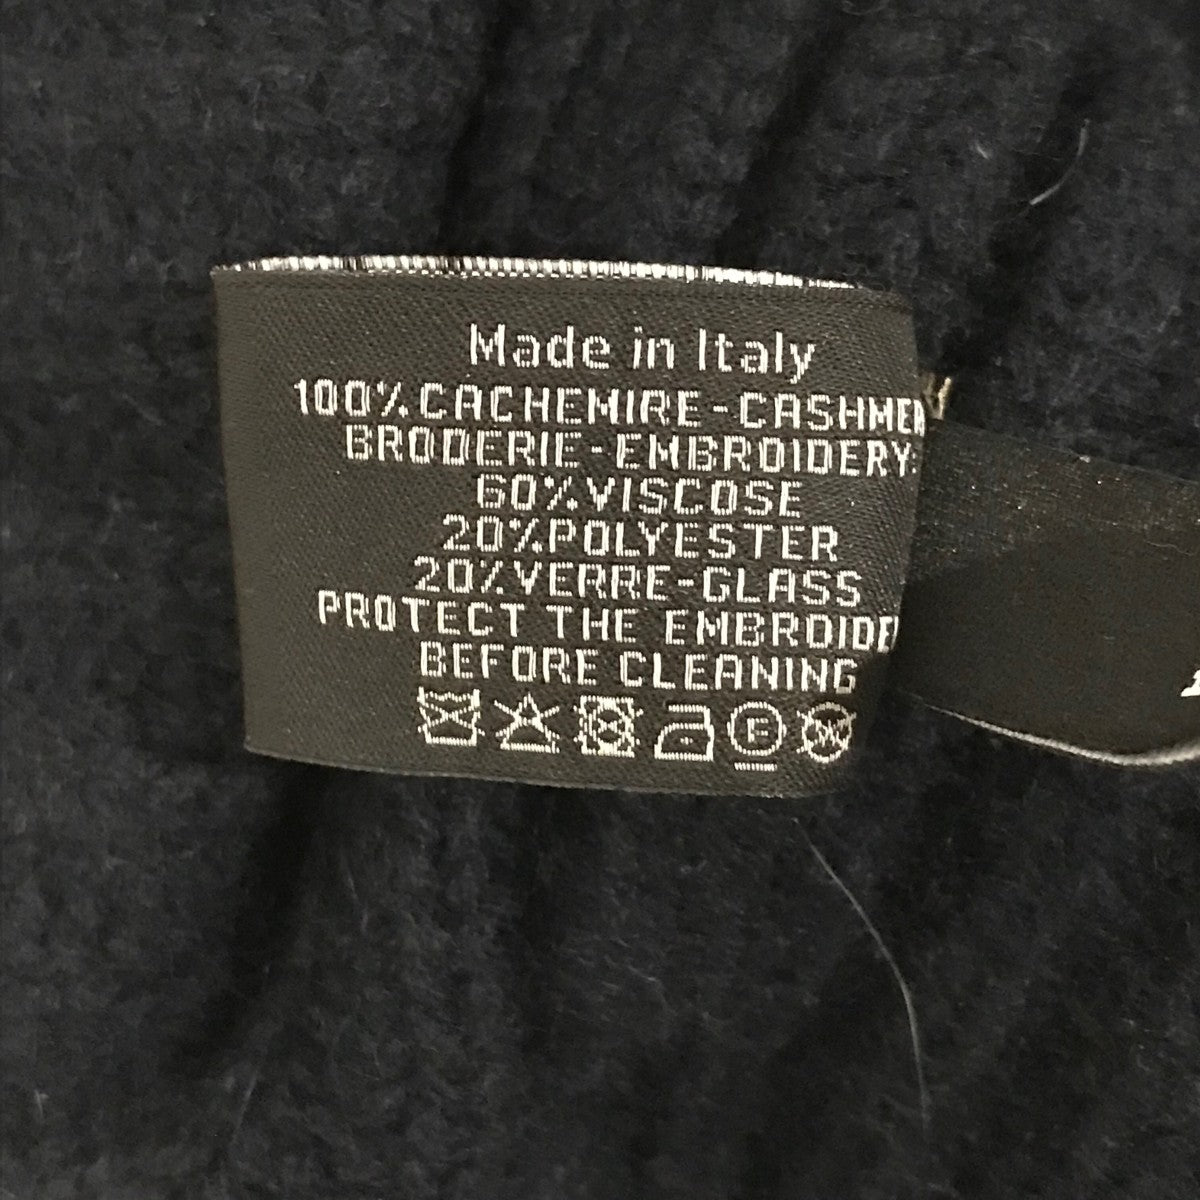 Made in Italy
100%CACHEMIRE-CASHMER
BRODERIE-EMBROIDERY:
60%VISCOSE
20%POLYESTER
20%VERRE-GLASS
PROTECT THE EMBROIDE
BEFORE CLEANING